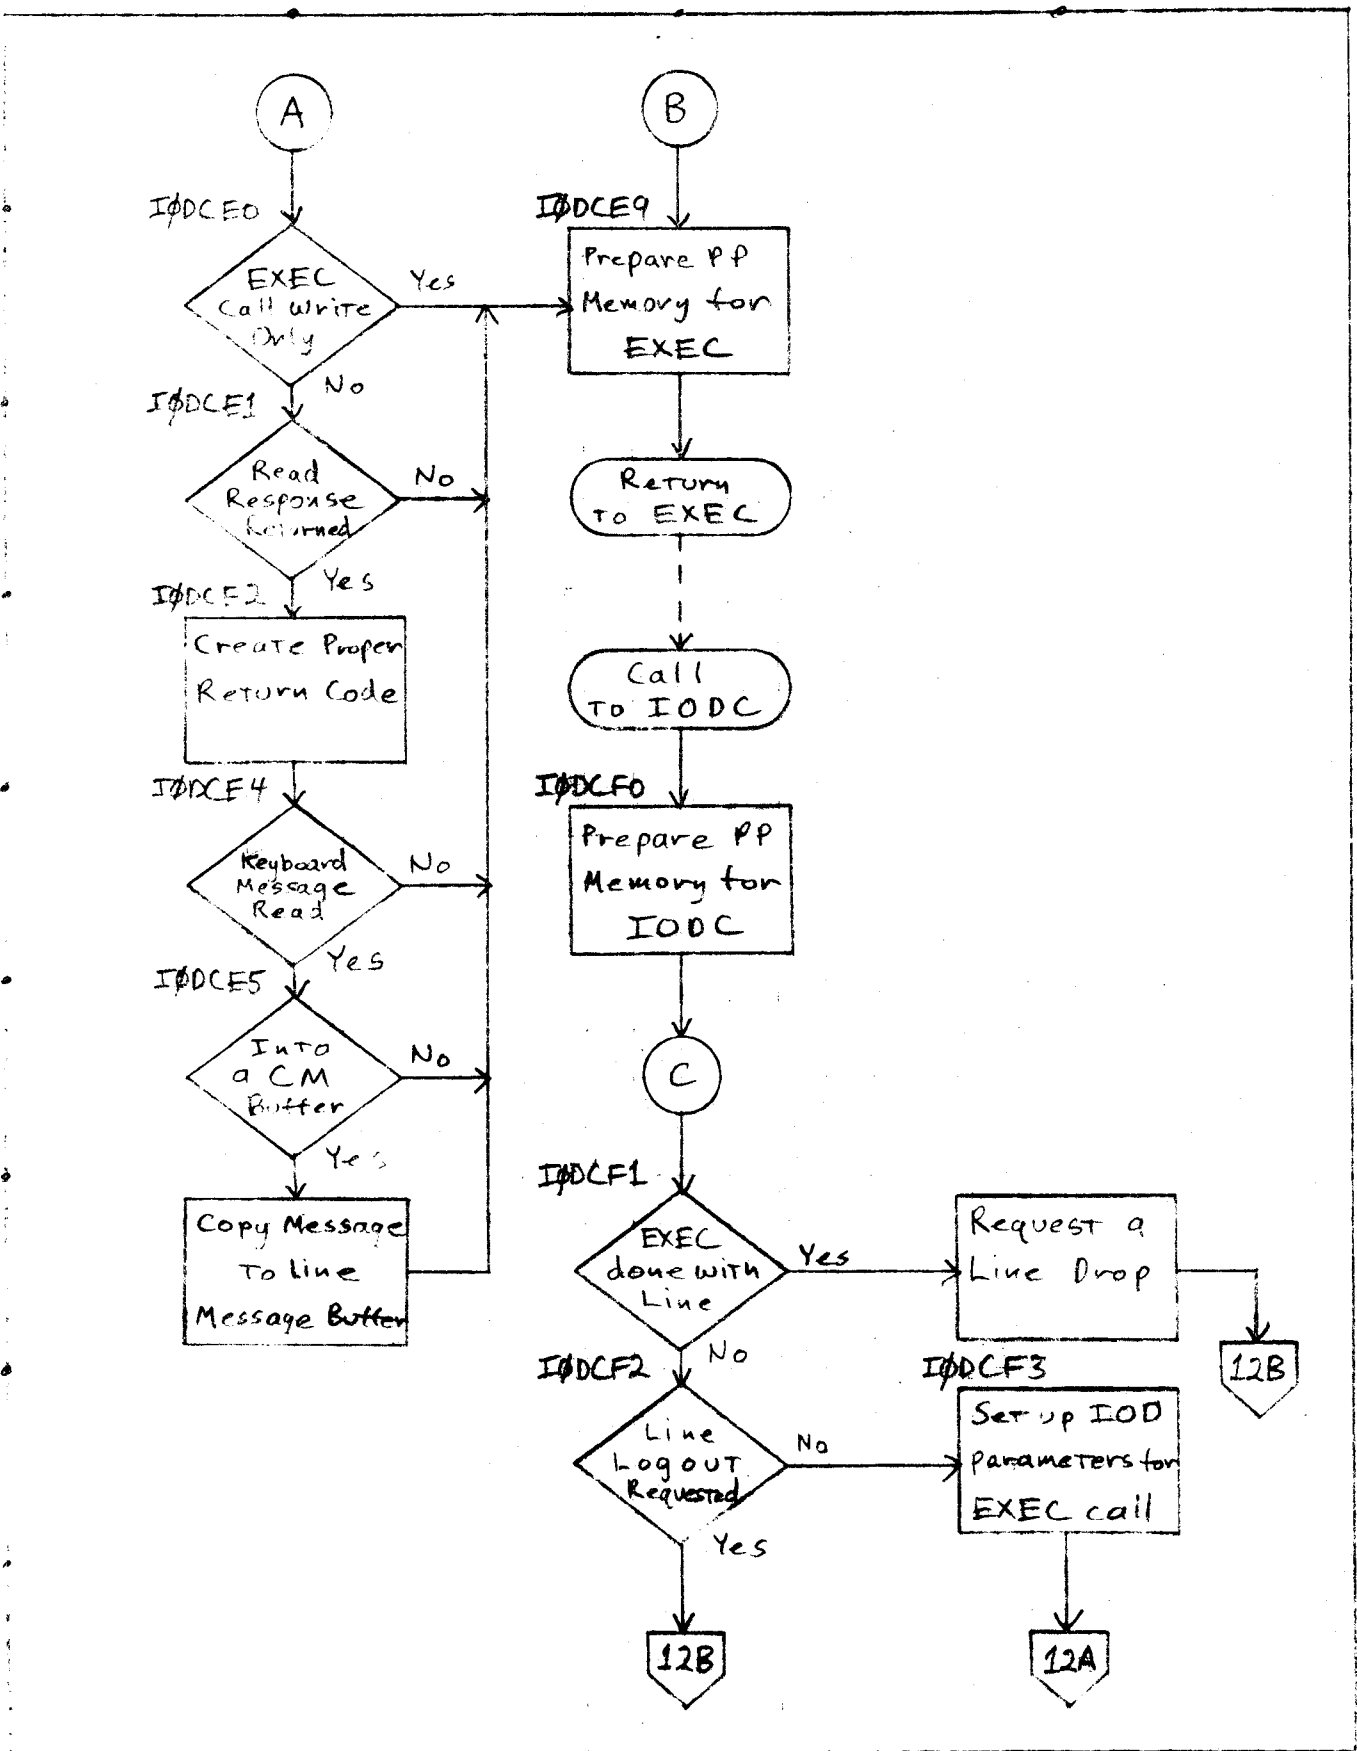 A
IØDCE0
EXEC
Call Write
Only
Yes
No
IØDCE1
Read
Response
Returned
No
Yes
IØDCE2
Create Proper
Return Code
IØDCE4
Keyboard
Message
Read
No
Yes
IØDCE5
Into
a CM
Buffer
No
Yes
Copy Message
To Line
Message Buffer
B
IØDCE9
Prepare PP
Memory for
EXEC
Return
To EXEC
Call
To IODC
IØDCF0
Prepare PP
Memory for
IODC
C
IØDCF1
EXEC
done with
Line
Yes
No
Request a
Line Drop
12B
IØDCF2
Line
Logout
Requested
No
Yes
12B
IØDCF3
Set up IOD
parameters for
EXEC call
12A